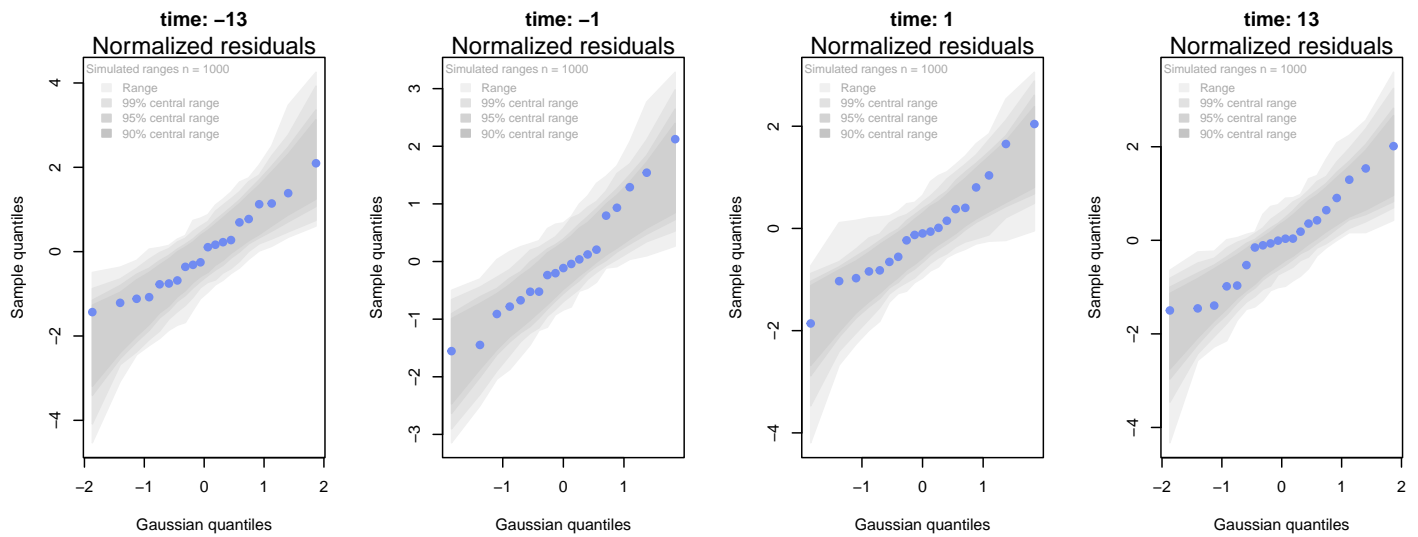 time: −13
Normalized residuals
Simulated ranges n = 1000
Range
99% central range
95% central range
90% central range
Sample quantiles
4
2
0
−2
−4
−2 −1 0 1 2
Gaussian quantiles
time: −1
Normalized residuals
Simulated ranges n = 1000
Range
99% central range
95% central range
90% central range
Sample quantiles
3
2
1
0
−1
−2
−3
−1 0 1
Gaussian quantiles
time: 1
Normalized residuals
Simulated ranges n = 1000
Range
99% central range
95% central range
90% central range
Sample quantiles
2
0
−2
−4
−1 0 1
Gaussian quantiles
time: 13
Normalized residuals
Simulated ranges n = 1000
Range
99% central range
95% central range
90% central range
Sample quantiles
2
0
−2
−4
−2 −1 0 1 2
Gaussian quantiles